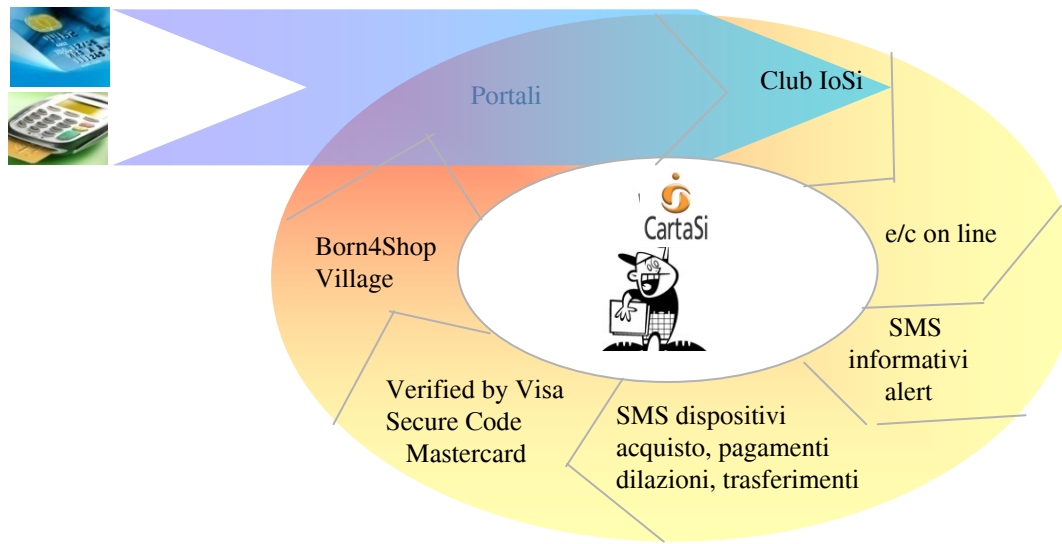 Portali
Club IoSi
CartaSi
Born4Shop
Village
e/c on line
SMS
informativi
alert
Verified by Visa
Secure Code
Mastercard
SMS dispositivi
acquisto, pagamenti
dilazioni, trasferimenti